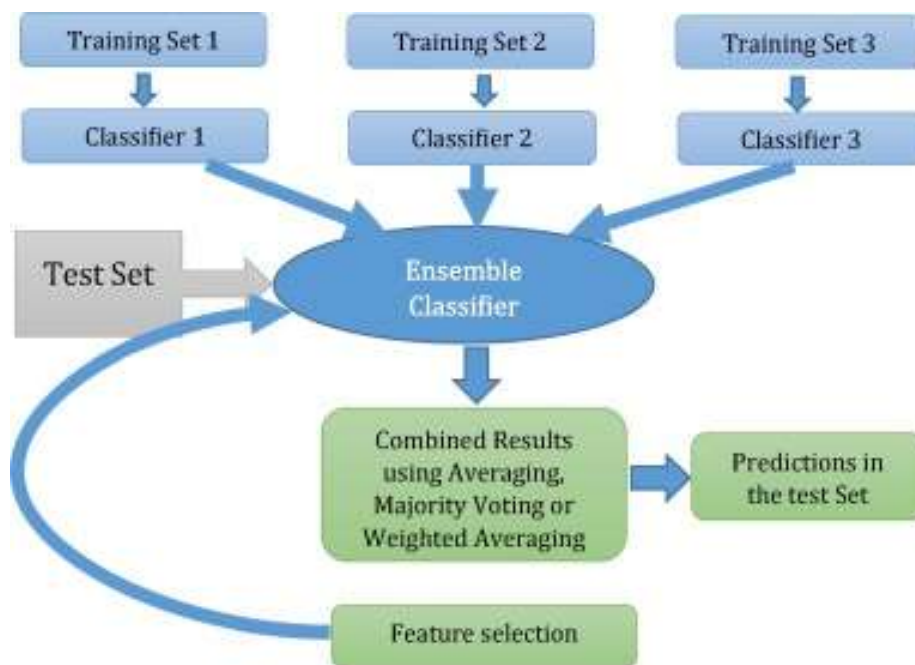 Training Set 1
Training Set 2
Training Set 3
Classifier 1
Classifier 2
Classifier 3
Test Set
Ensemble
Classifier
Combined Results
using Averaging,
Majority Voting or
Weighted Averaging
Predictions in
the test Set
Feature selection